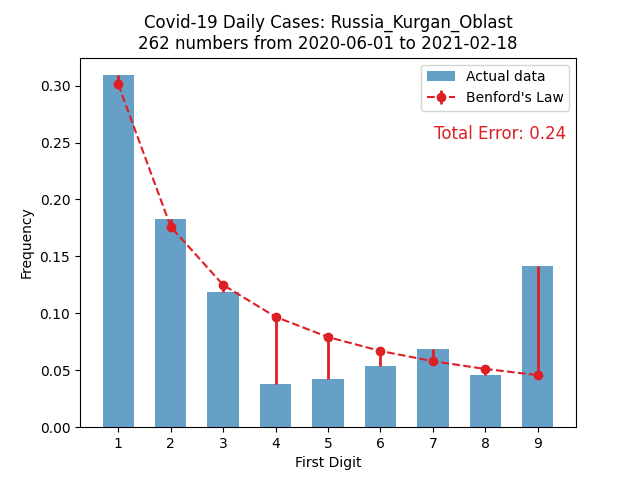 Covid-19 Daily Cases: Russia_Kurgan_Oblast
262 numbers from 2020-06-01 to 2021-02-18
Actual data
Benford's Law
Total Error: 0.24
Frequency
0.30
0.25
0.20
0.15
0.10
0.05
0.00
1 2 3 4 5 6 7 8 9
First Digit